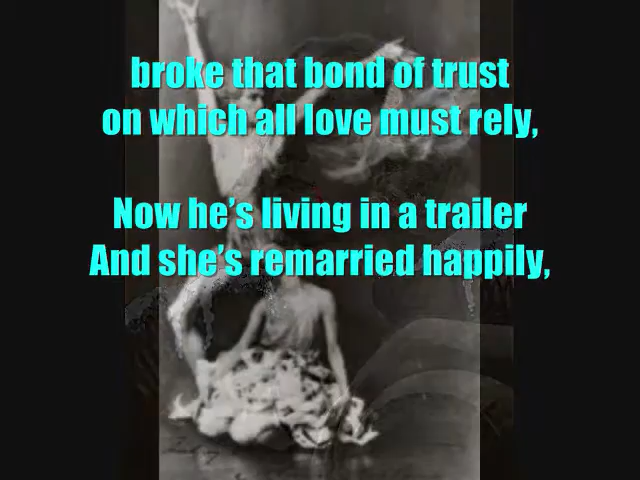 broke that bond of trust
on which all love must rely,
Now he's living in a trailer
And she's remarried happily,